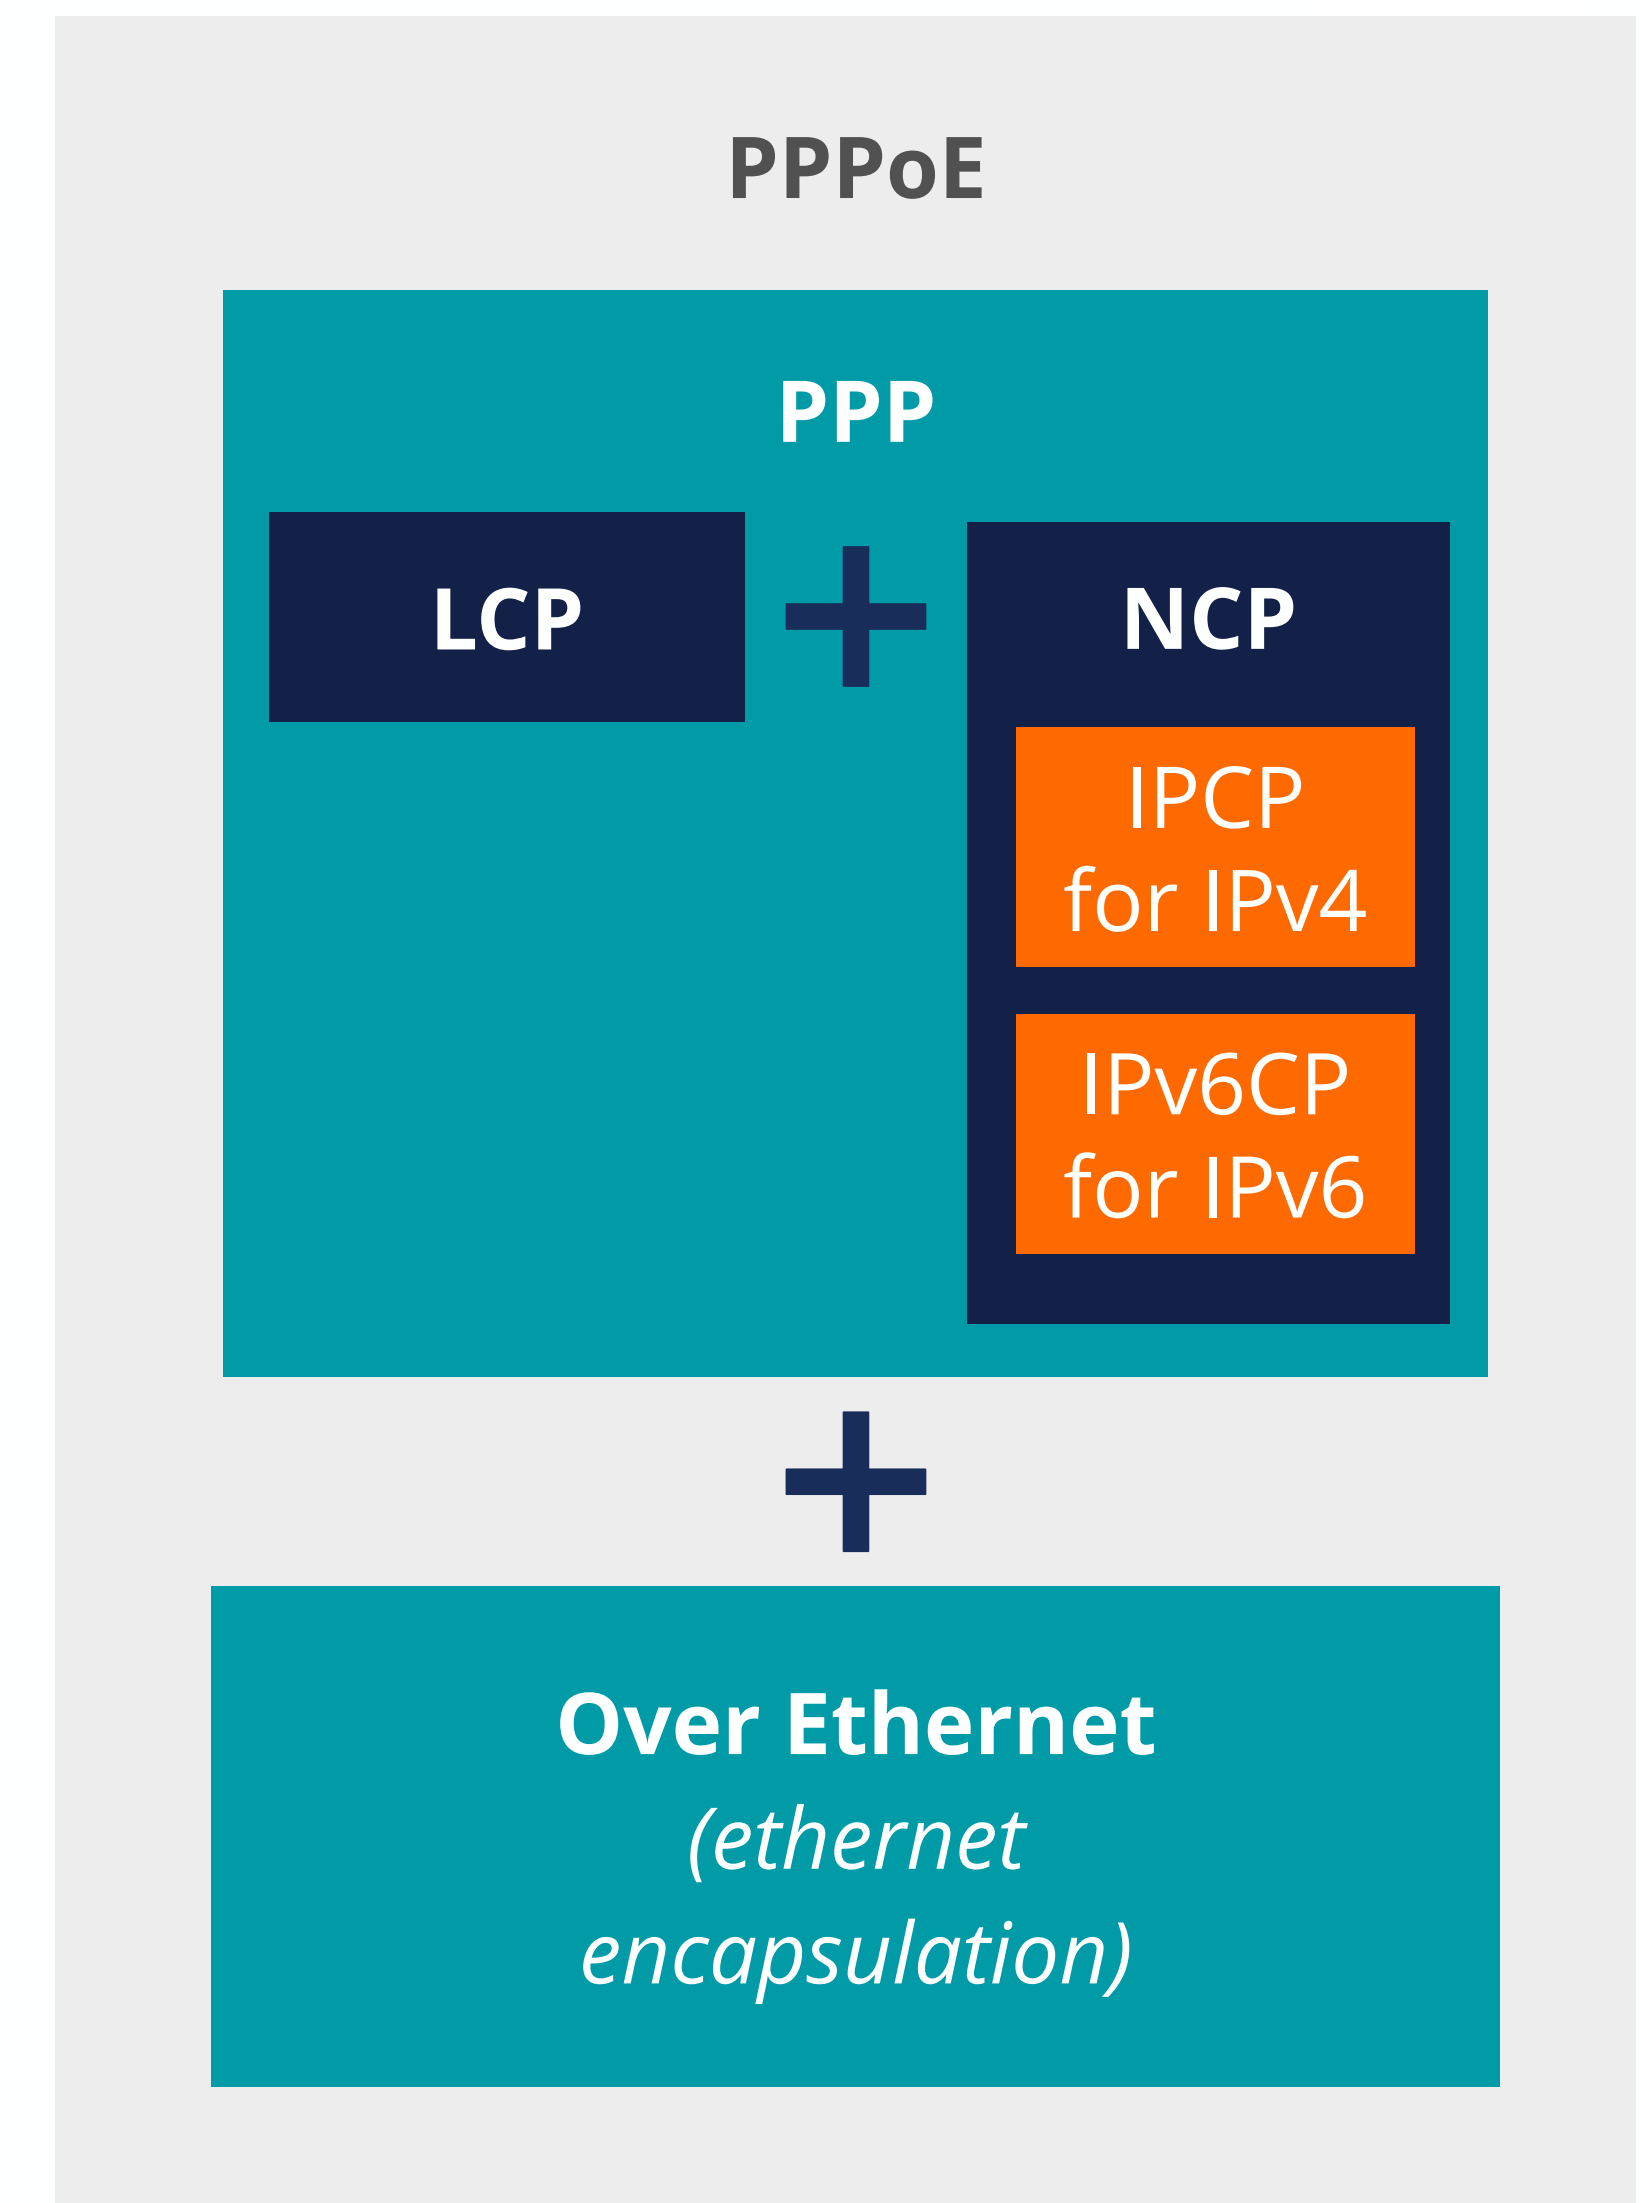 PPPoE
PPP
LCP
NCP
IPCP
for IPv4
IPv6CP
for IPv6
Over Ethernet
(ethernet
encapsulation)